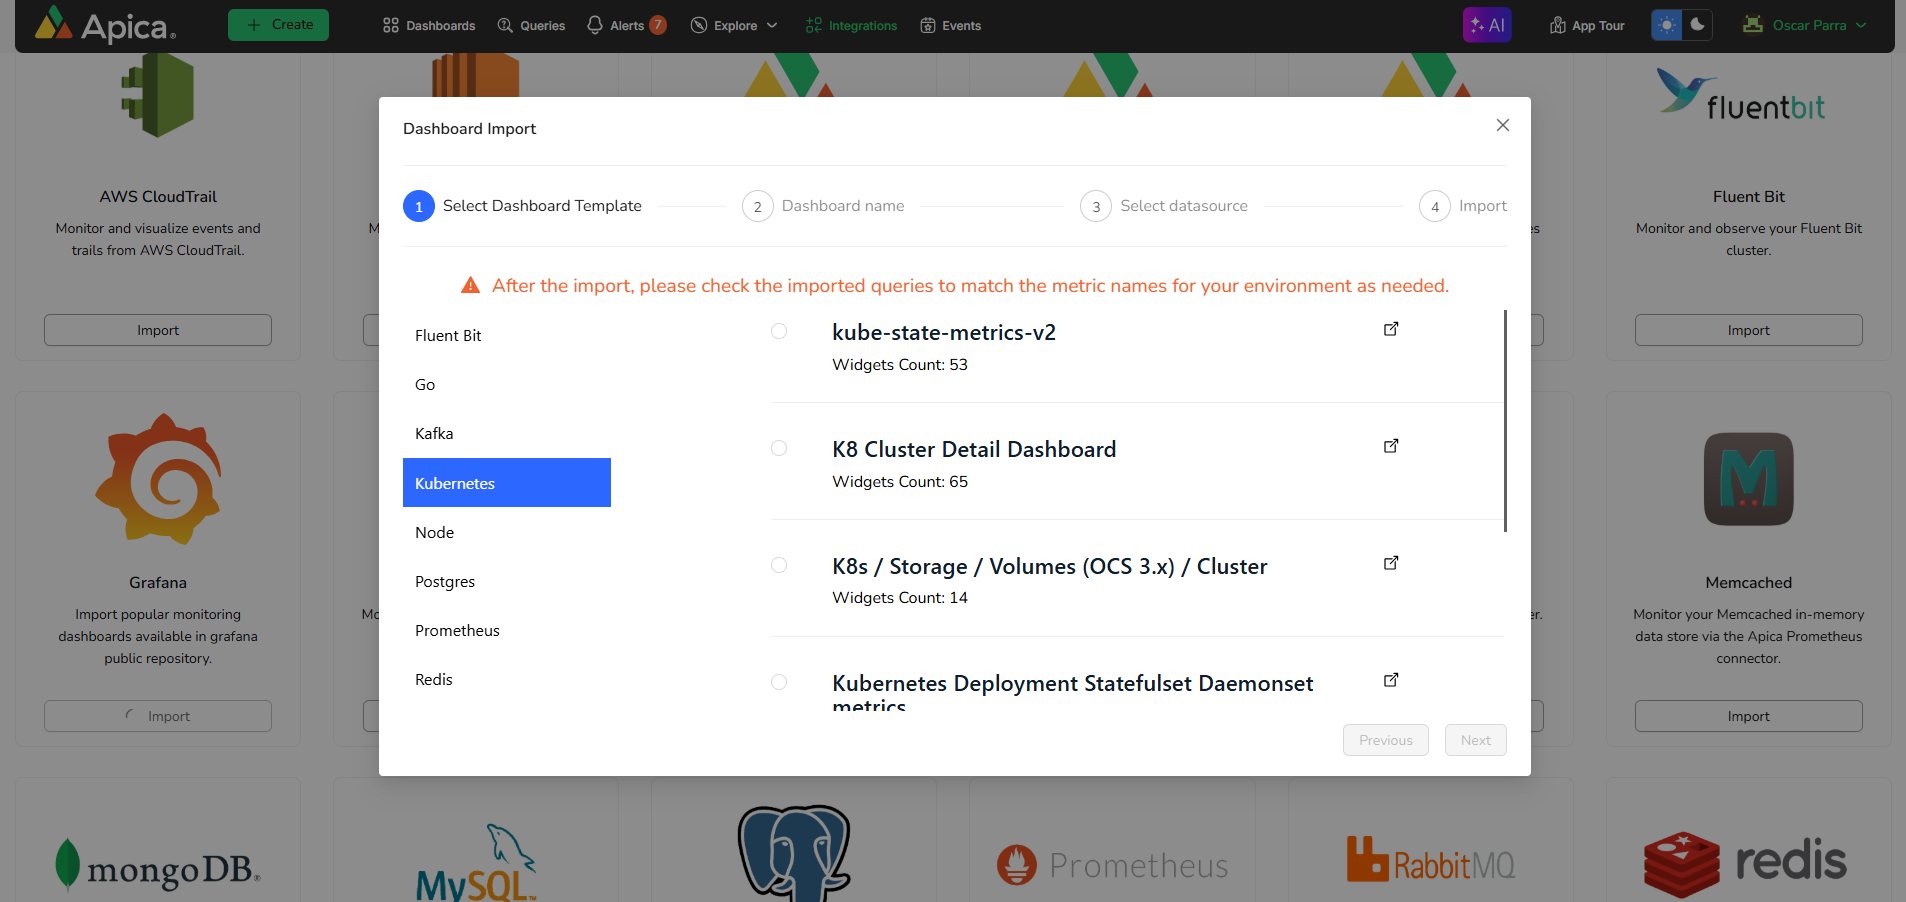 Apica
Create
Dashboards
Queries
Alerts 7
Explore
Integrations
Events
AI
App Tour
Oscar Parra
fluentbit
AWS CloudTrail
Monitor and visualize events and
trails from AWS CloudTrail.
Import
Fluent Bit
Monitor and observe your Fluent Bit
cluster.
Import
Dashboard Import
1 Select Dashboard Template
2 Dashboard name
3 Select datasource
4 Import
After the import, please check the imported queries to match the metric names for your environment as needed.
Fluent Bit
Go
Kafka
Kubernetes
Node
Postgres
Prometheus
Redis
kube-state-metrics-v2
Widgets Count: 53
K8 Cluster Detail Dashboard
Widgets Count: 65
K8s / Storage / Volumes (OCS 3.x) / Cluster
Widgets Count: 14
Kubernetes Deployment Statefulset Daemonset
metrics
Previous
Next
Grafana
Import popular monitoring
dashboards available in grafana
public repository.
Import
M
Memcached
Monitor your Memcached in-memory
data store via the Apica Prometheus
connector.
Import
mongoDB
MySQL
Prometheus
RabbitMQ
redis